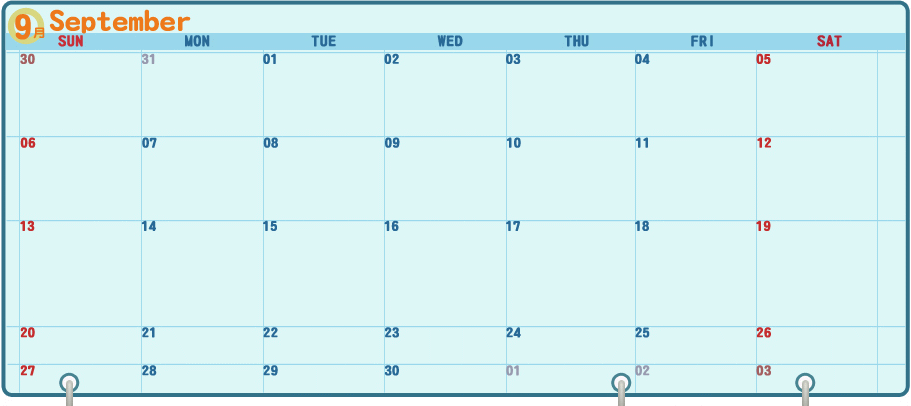 9月 September
SUN MON TUE WED THU FRI SAT
30 31 01 02 03 04 05
06 07 08 09 10 11 12
13 14 15 16 17 18 19
20 21 22 23 24 25 26
27 28 29 30 01 02 03